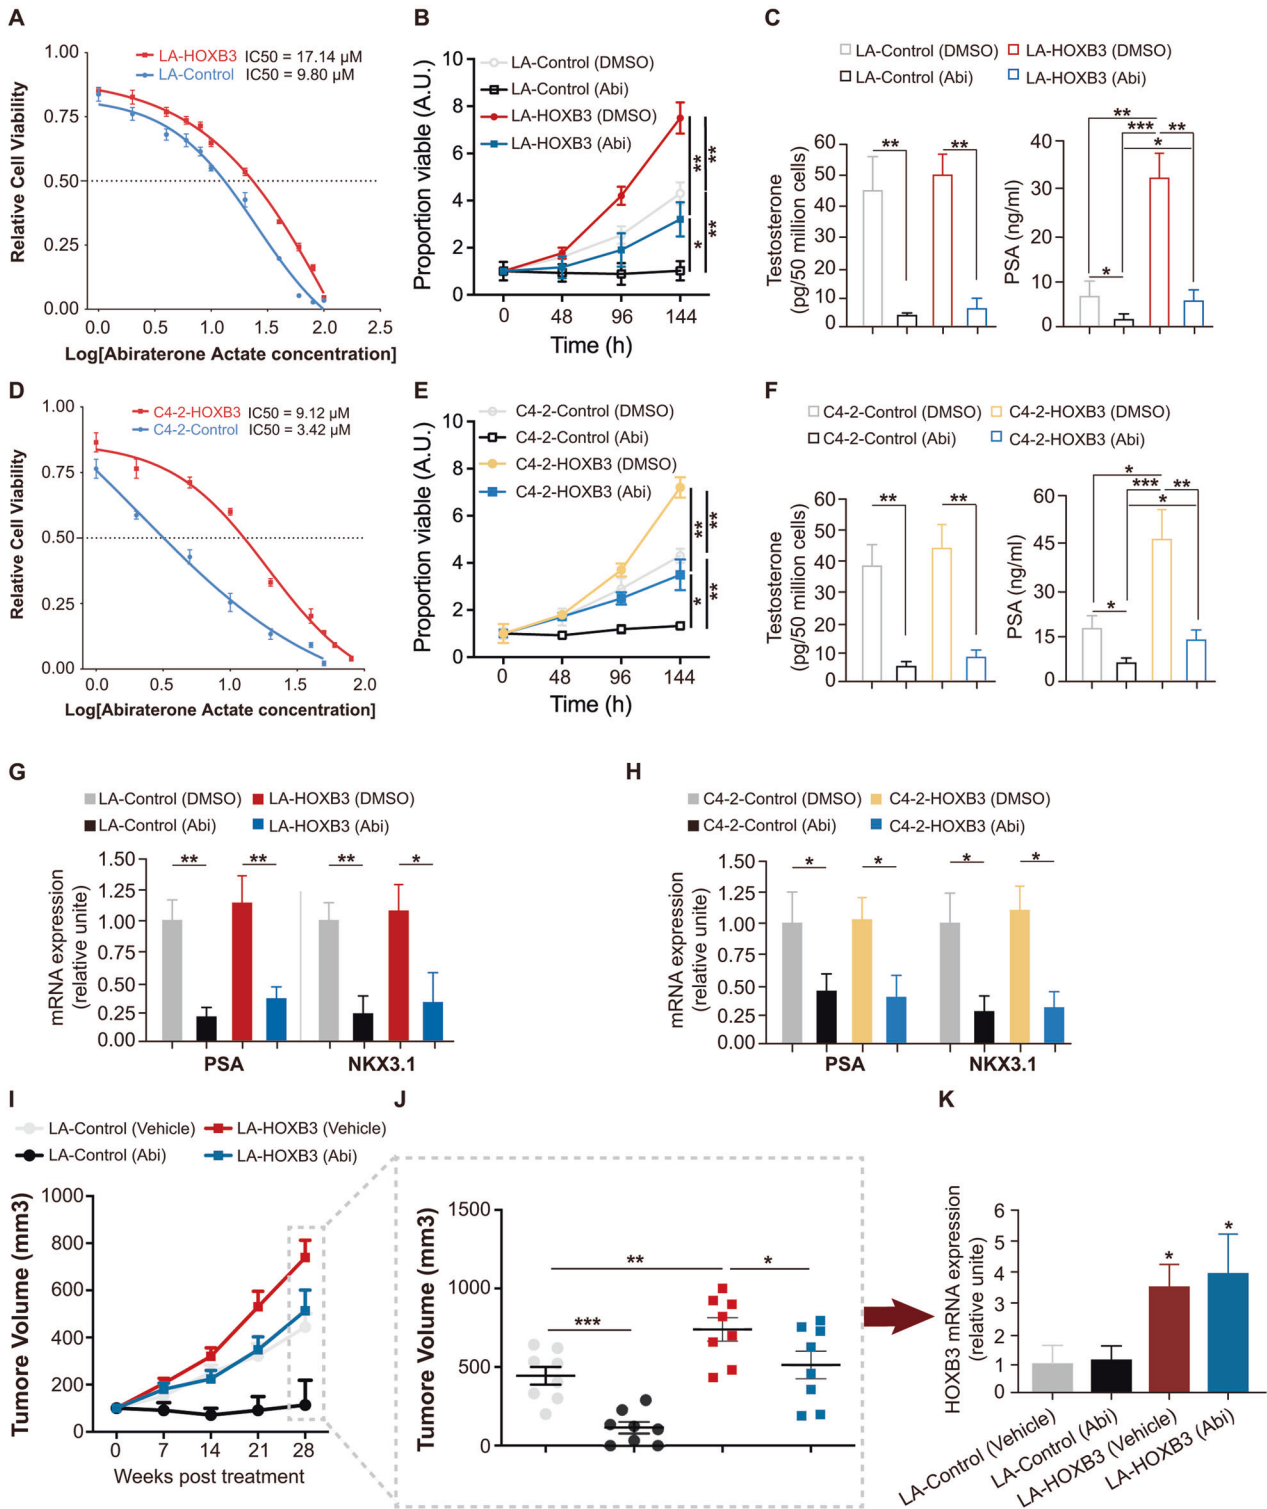 A
LA-HOXB3 IC50 = 17.14 μM
LA-Control IC50 = 9.80 μM
Relative Cell Viability
1.00
0.75
0.50
0.25
0.00
0.0 0.5 1.0 1.5 2.0 2.5
Log[Abiraterone Actate concentration]
B
LA-Control (DMSO)
LA-Control (Abi)
LA-HOXB3 (DMSO)
LA-HOXB3 (Abi)
Proportion viable (A.U.)
10
8
6
4
2
0
** **
* **
0 48 96 144
Time (h)
C
LA-Control (DMSO) LA-HOXB3 (DMSO)
LA-Control (Abi) LA-HOXB3 (Abi)
Testosterone
(pg/50 million cells)
60
50
40
30
20
10
0
** **
PSA (ng/ml)
40
30
20
10
0
**
*** **
*
*
D
C4-2-HOXB3 IC50 = 9.12 μM
C4-2-Control IC50 = 3.42 μM
Relative Cell Viability
1.00
0.75
0.50
0.25
0.00
0.0 0.5 1.0 1.5 2.0
Log[Abiraterone Actate concentration]
E
C4-2-Control (DMSO)
C4-2-Control (Abi)
C4-2-HOXB3 (DMSO)
C4-2-HOXB3 (Abi)
Proportion viable (A.U.)
10
8
6
4
2
0
** **
* **
0 48 96 144
Time (h)
F
C4-2-Control (DMSO) C4-2-HOXB3 (DMSO)
C4-2-Control (Abi) C4-2-HOXB3 (Abi)
Testosterone
(pg/50 million cells)
60
50
40
30
20
10
0
** **
PSA (ng/ml)
60
45
30
15
0
*
*** **
*
*
G
LA-Control (DMSO) LA-HOXB3 (DMSO)
LA-Control (Abi) LA-HOXB3 (Abi)
mRNA expression
(relative unite)
1.50
1.25
1.00
0.75
0.50
0.25
0.00
** ** ** *
PSA NKX3.1
H
C4-2-Control (DMSO) C4-2-HOXB3 (DMSO)
C4-2-Control (Abi) C4-2-HOXB3 (Abi)
mRNA expression
(relative unite)
1.50
1.25
1.00
0.75
0.50
0.25
0.00
* * * *
PSA NKX3.1
I
LA-Control (Vehicle) LA-HOXB3 (Vehicle)
LA-Control (Abi) LA-HOXB3 (Abi)
Tumore Volume (mm3)
1000
800
600
400
200
0
0 7 14 21 28
Weeks post treatment
J
Tumore Volume (mm3)
1500
1000
500
0
** *
***
K
HOXB3 mRNA expression
(relative unite)
6
5
4
3
2
1
0
* *
LA-Control (Vehicle)
LA-Control (Abi)
LA-HOXB3 (Vehicle)
LA-HOXB3 (Abi)